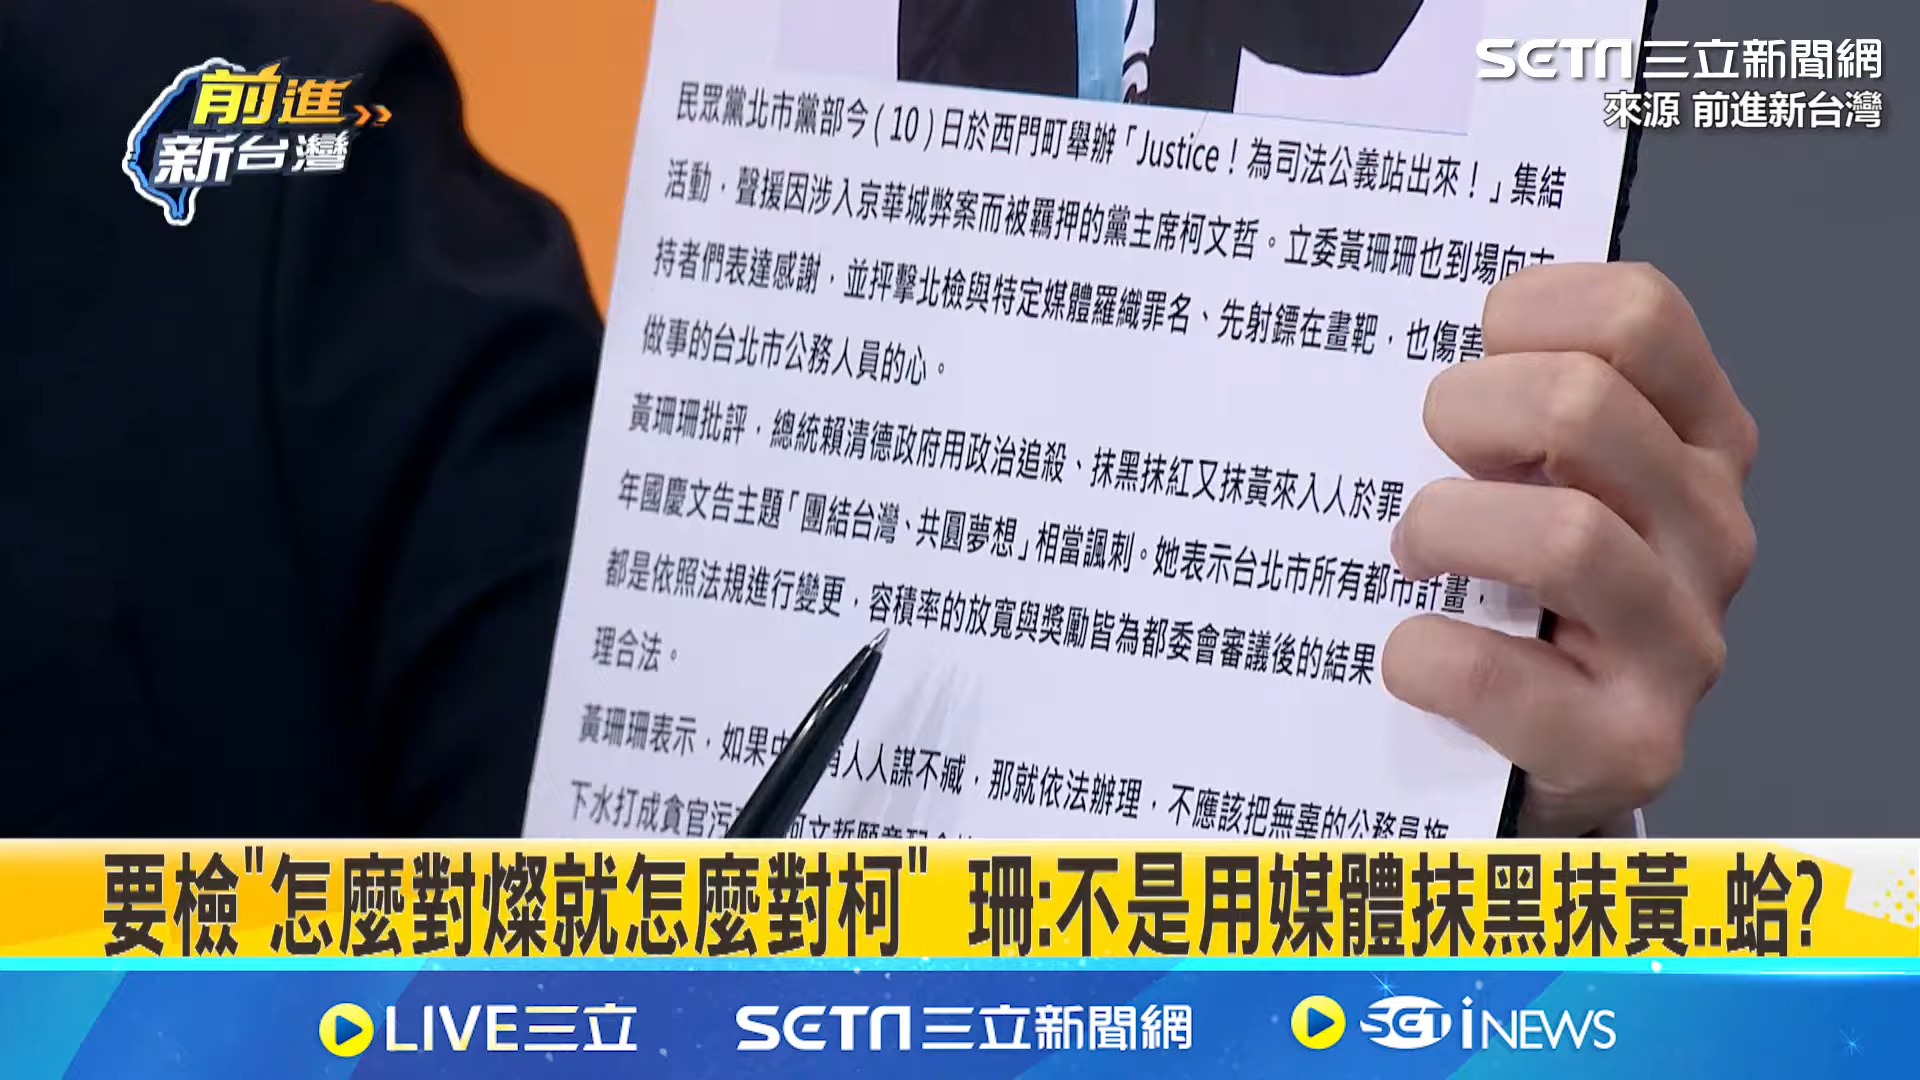 前進
新台灣
SETN三立新聞網
來源 前進新台灣
民眾黨北市黨部今(10)日於西門町舉辦「Justice!為司法公義站出來!」集結
活動,聲援因涉入京華城弊案而被羈押的黨主席柯文哲。立委黃珊珊也到場向支
持者們表達感謝,並抨擊北檢與特定媒體羅織罪名、先射鏢在畫靶,也傷害
做事的台北市公務人員的心。
黃珊珊批評,總統賴清德政府用政治追殺、抹黑抹紅又抹黃來入人於罪
年國慶文告主題「團結台灣、共圓夢想」相當諷刺。她表示台北市所有都市計畫,
都是依照法規進行變更,容積率的放寬與獎勵皆為都委會審議後的結果
理合法。
黃珊珊表示,如果中 有人人謀不臧,那就依法辦理,不應該把無辜的公務員拖
下水打成貪官污 柯文哲願意配合
要檢"怎麼對燦就怎麼對柯" 珊:不是用媒體抹黑抹黃..蛤?
LIVE三立 SETN三立新聞網 SETiNEWS